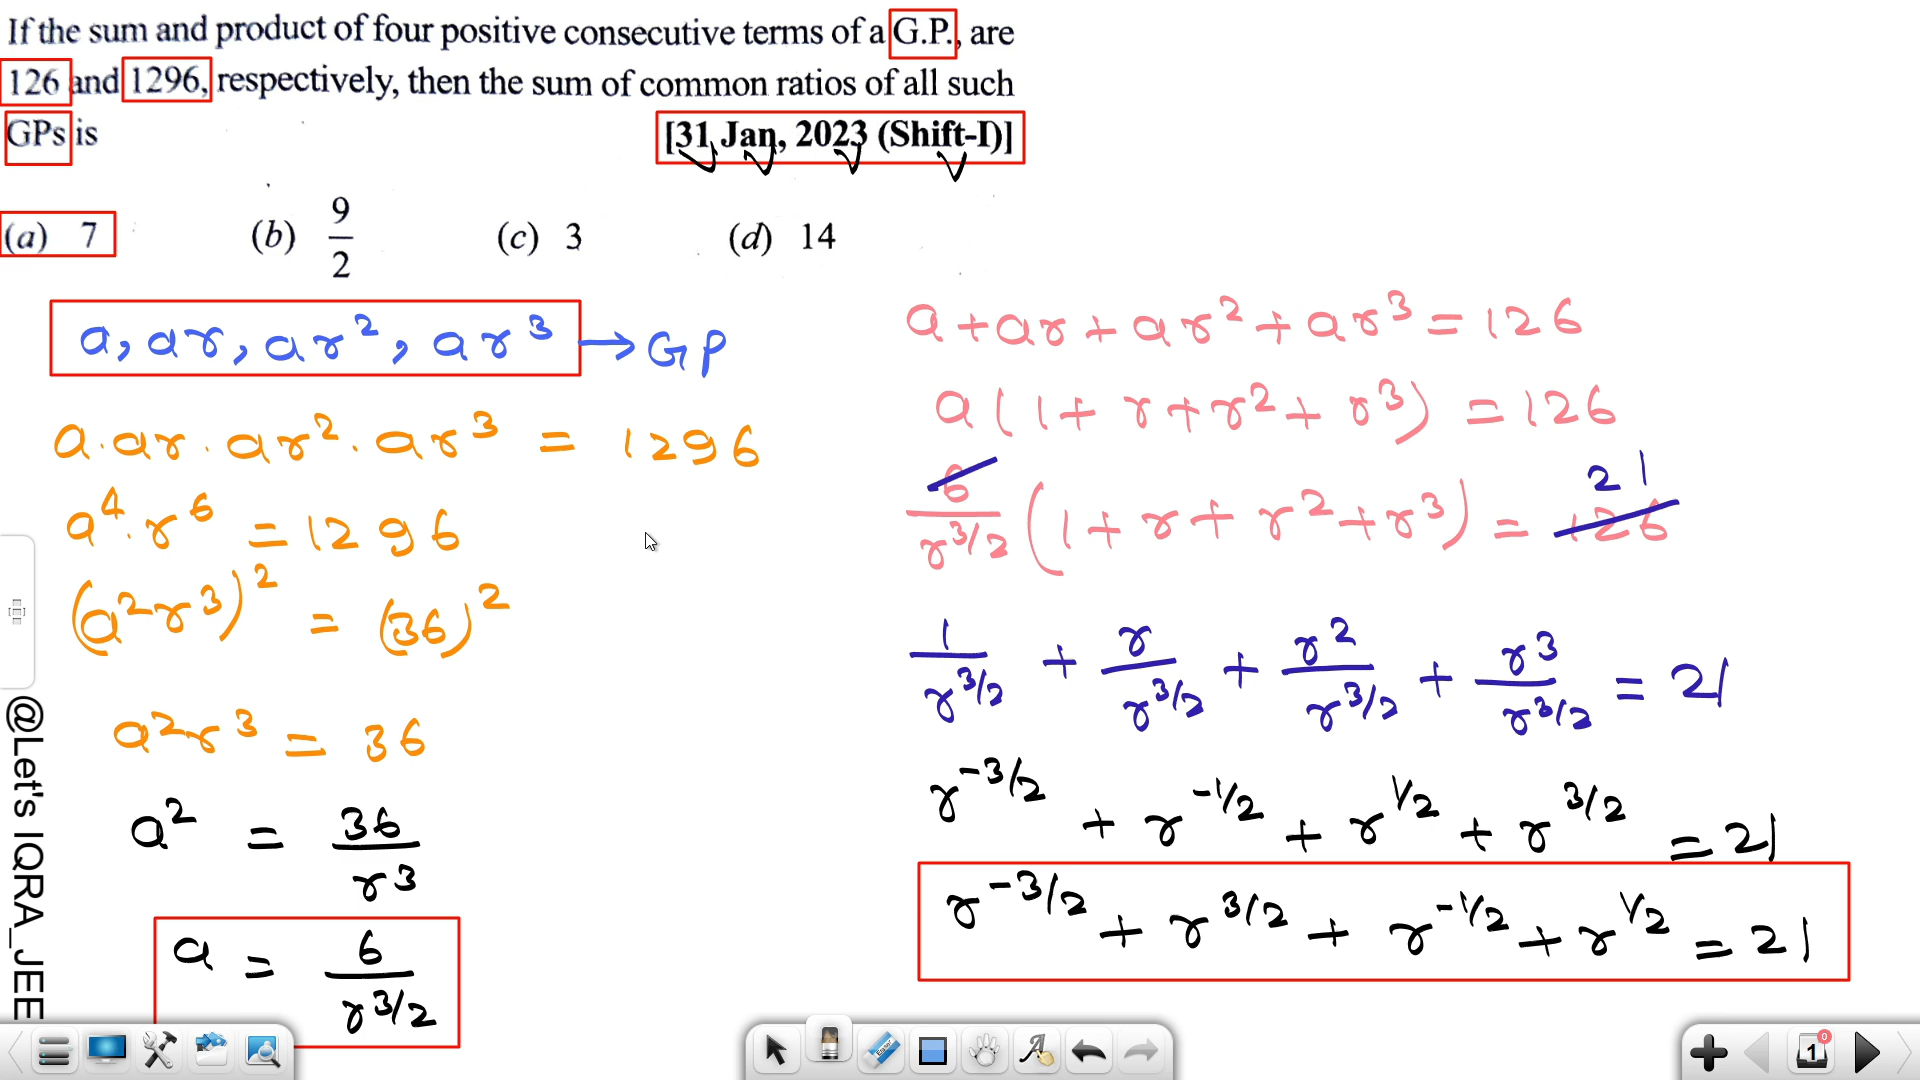 If the sum and product of four positive consecutive terms of a G.P., are
126 and 1296, respectively, then the sum of common ratios of all such
GPs is [31 Jan, 2023 (Shift-I)]
(a) 7 (b) 9/2 (c) 3 (d) 14
a, ar, ar², ar³ → GP
a·ar·ar²·ar³ = 1296
a⁴·r⁶ = 1296
(a²r³)² = (36)²
a²r³ = 36
a² = 36/r³
a = 6/r^(3/2)
a + ar + ar² + ar³ = 126
a(1 + r + r² + r³) = 126
6/r^(3/2) (1 + r + r² + r³) = 126 21
1/r^(3/2) + r/r^(3/2) + r²/r^(3/2) + r³/r^(3/2) = 21
r^(-3/2) + r^(-1/2) + r^(1/2) + r^(3/2) = 21
r^(-3/2) + r^(3/2) + r^(-1/2) + r^(1/2) = 21
@Let's IQRA_JEE
Eraser
A
1
0